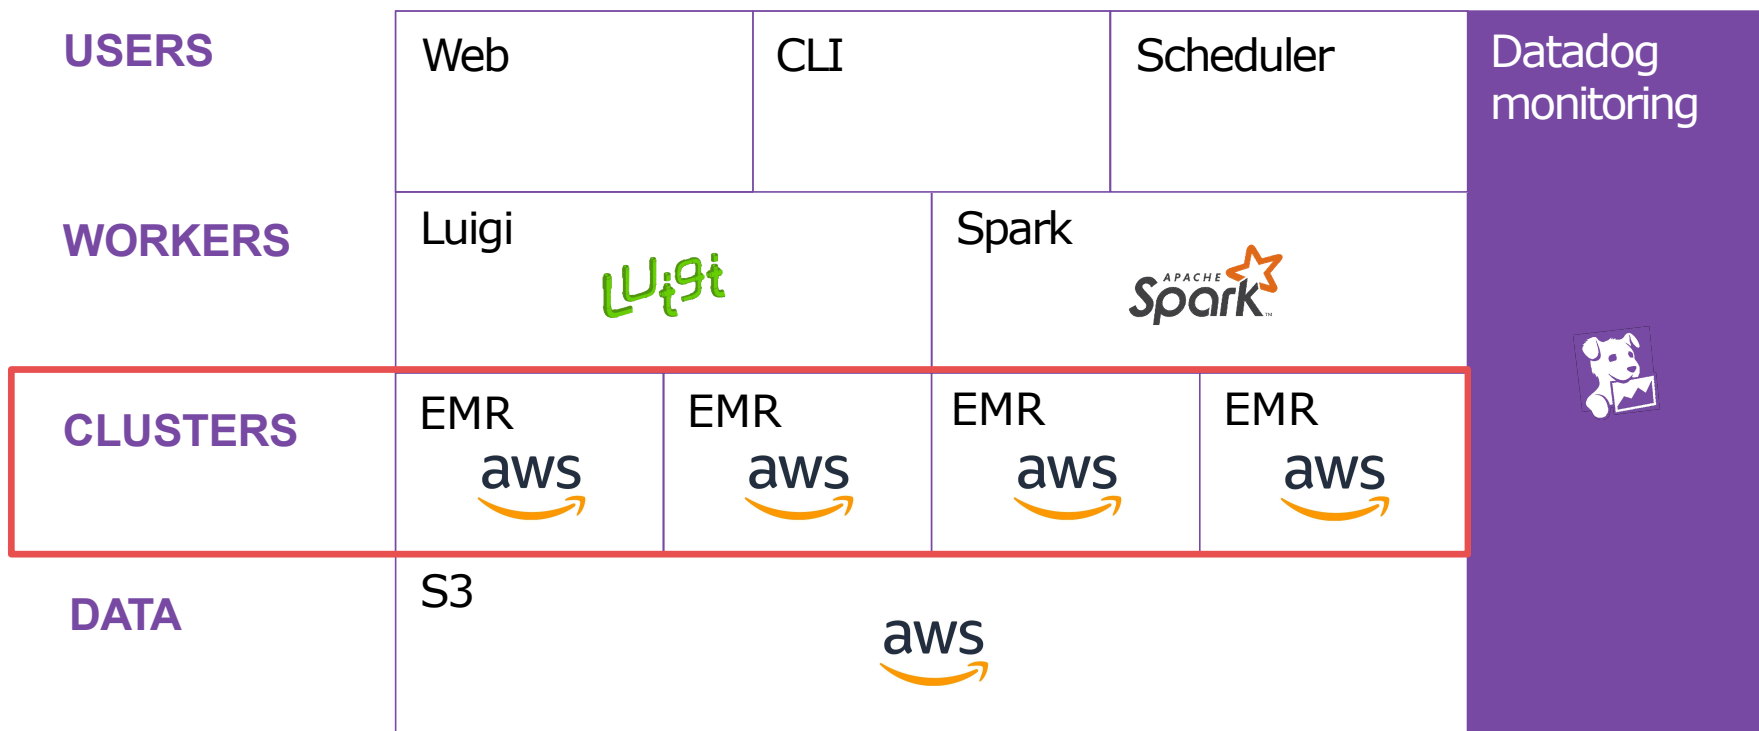 USERS
Web
CLI
Scheduler
Datadog
monitoring
WORKERS
Luigi
LUigi
Spark
APACHE
Spark™
CLUSTERS
EMR
aws
EMR
aws
EMR
aws
EMR
aws
DATA
S3
aws